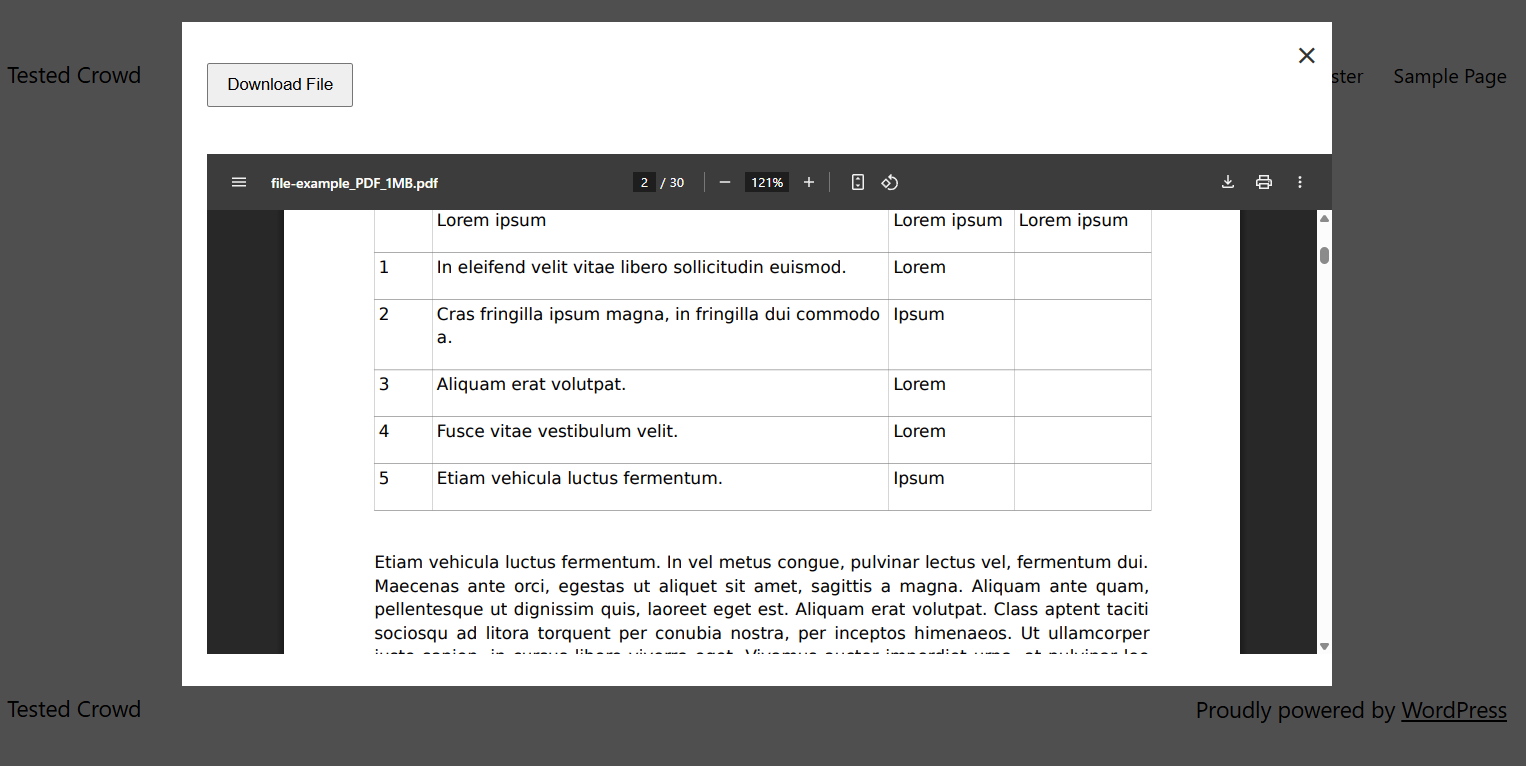 Tested Crowd
ster Sample Page
Download File
file-example_PDF_1MB.pdf 2 / 30 121%
Lorem ipsum Lorem ipsum Lorem ipsum
1 In eleifend velit vitae libero sollicitudin euismod. Lorem
2 Cras fringilla ipsum magna, in fringilla dui commodo Ipsum
a.
3 Aliquam erat volutpat. Lorem
4 Fusce vitae vestibulum velit. Lorem
5 Etiam vehicula luctus fermentum. Ipsum
Etiam vehicula luctus fermentum. In vel metus congue, pulvinar lectus vel, fermentum dui.
Maecenas ante orci, egestas ut aliquet sit amet, sagittis a magna. Aliquam ante quam,
pellentesque ut dignissim quis, laoreet eget est. Aliquam erat volutpat. Class aptent taciti
sociosqu ad litora torquent per conubia nostra, per inceptos himenaeos. Ut ullamcorper
Tested Crowd
Proudly powered by WordPress